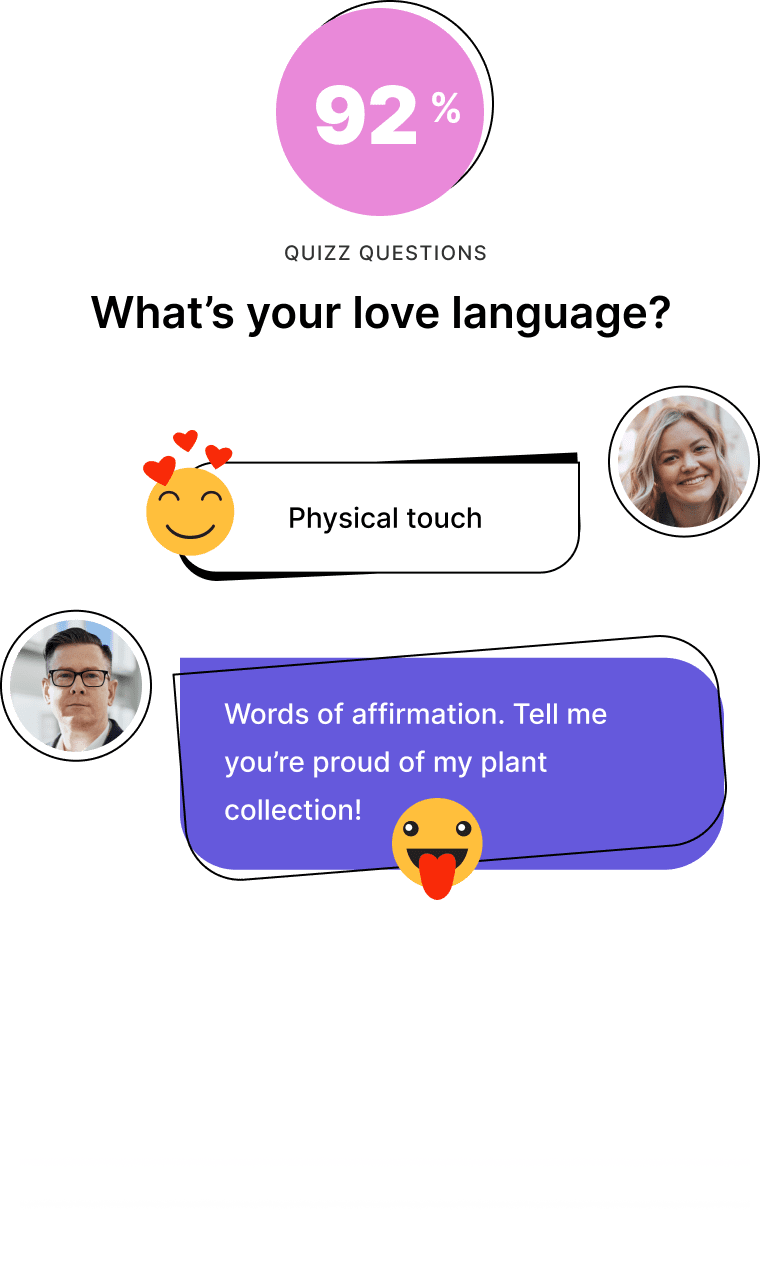 92 %
QUIZZ QUESTIONS
What’s your love language?
Physical touch
Words of affirmation. Tell me
you’re proud of my plant
collection!